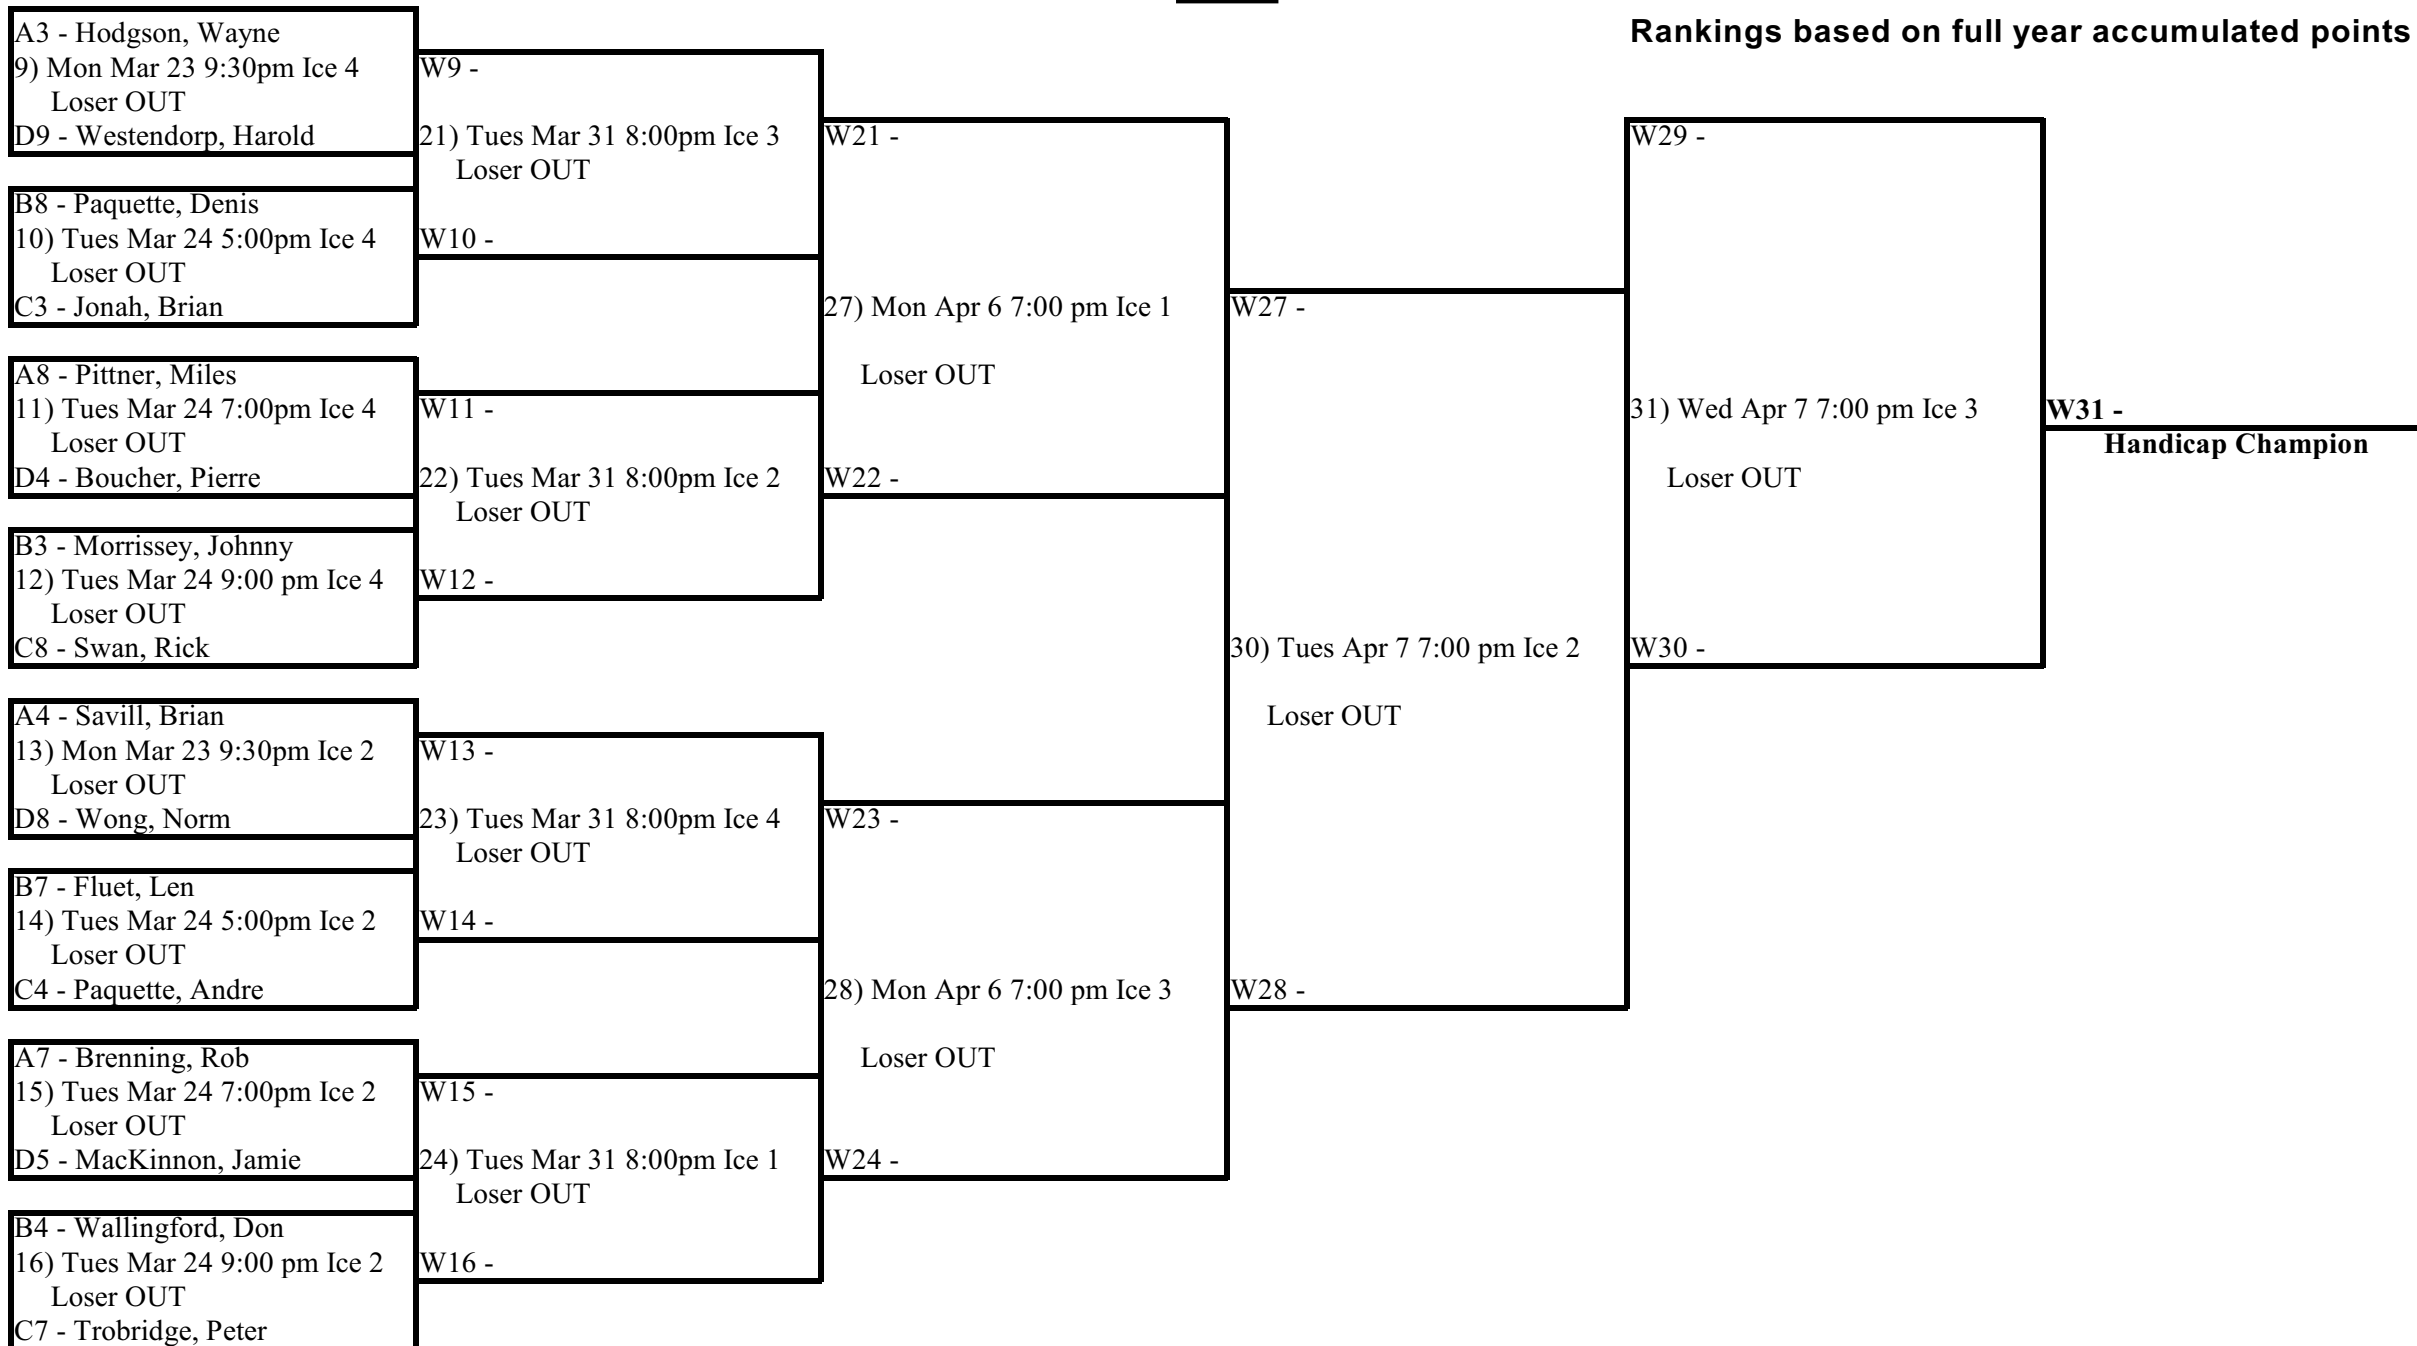 Rankings based on full year accumulated points
A3 - Hodgson, Wayne
9) Mon Mar 23 9:30pm Ice 4
Loser OUT
D9 - Westendorp, Harold
B8 - Paquette, Denis
10) Tues Mar 24 5:00pm Ice 4
Loser OUT
C3 - Jonah, Brian
A8 - Pittner, Miles
11) Tues Mar 24 7:00pm Ice 4
Loser OUT
D4 - Boucher, Pierre
B3 - Morrissey, Johnny
12) Tues Mar 24 9:00 pm Ice 4
Loser OUT
C8 - Swan, Rick
A4 - Savill, Brian
13) Mon Mar 23 9:30pm Ice 2
Loser OUT
D8 - Wong, Norm
B7 - Fluet, Len
14) Tues Mar 24 5:00pm Ice 2
Loser OUT
C4 - Paquette, Andre
A7 - Brenning, Rob
15) Tues Mar 24 7:00pm Ice 2
Loser OUT
D5 - MacKinnon, Jamie
B4 - Wallingford, Don
16) Tues Mar 24 9:00 pm Ice 2
Loser OUT
C7 - Trobridge, Peter
W9 -
21) Tues Mar 31 8:00pm Ice 3
Loser OUT
W10 -
W11 -
22) Tues Mar 31 8:00pm Ice 2
Loser OUT
W12 -
W13 -
23) Tues Mar 31 8:00pm Ice 4
Loser OUT
W14 -
W15 -
24) Tues Mar 31 8:00pm Ice 1
Loser OUT
W16 -
W21 -
27) Mon Apr 6 7:00 pm Ice 1
Loser OUT
W22 -
W23 -
28) Mon Apr 6 7:00 pm Ice 3
Loser OUT
W24 -
W27 -
30) Tues Apr 7 7:00 pm Ice 2
Loser OUT
W28 -
W29 -
31) Wed Apr 7 7:00 pm Ice 3
Loser OUT
W30 -
W31 -
Handicap Champion